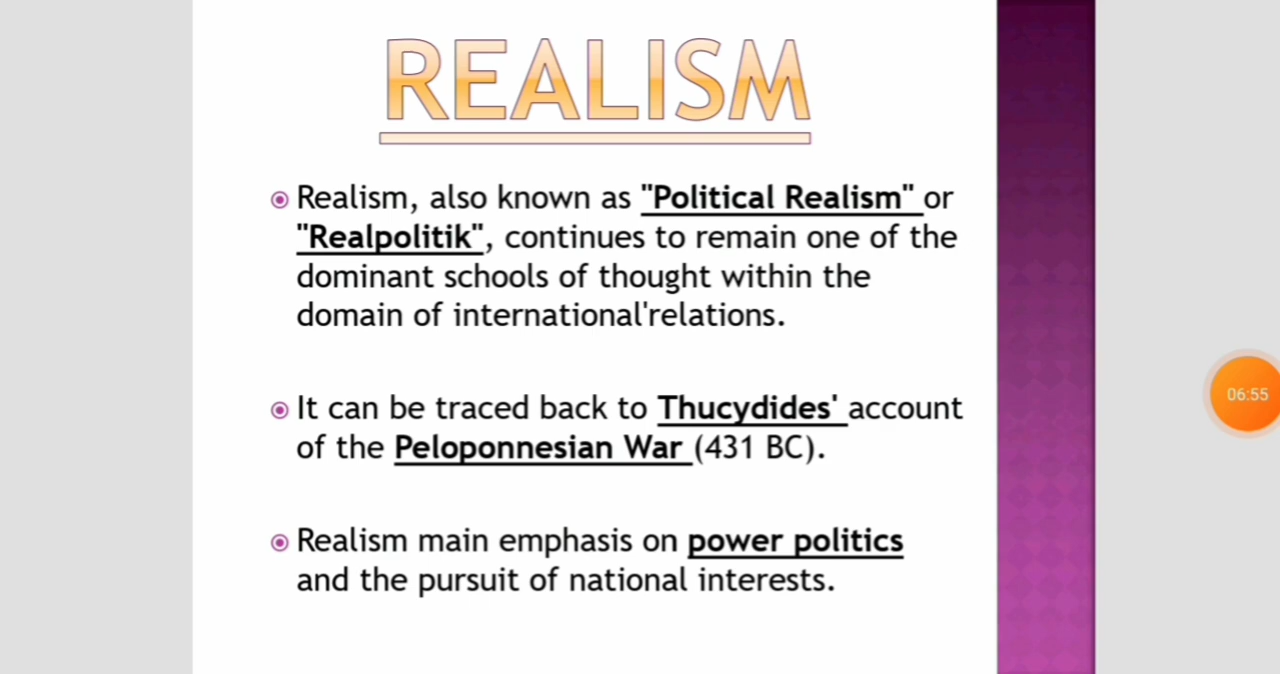 REALISM
Realism, also known as "Political Realism" or
"Realpolitik", continues to remain one of the
dominant schools of thought within the
domain of international'relations.
It can be traced back to Thucydides' account
of the Peloponnesian War (431 BC).
Realism main emphasis on power politics
and the pursuit of national interests.
06:55